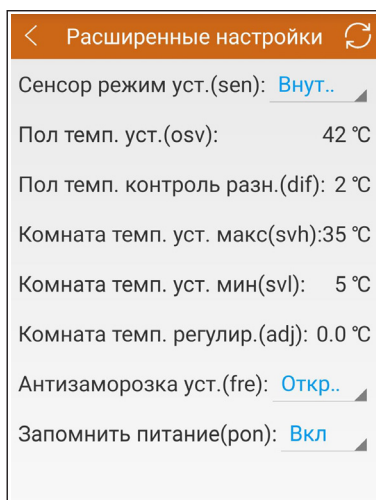 Расширенные настройки
Сенсор режим уст.(sen): Внут..
Пол темп. уст.(osv): 42 ℃
Пол темп. контроль разн.(dif): 2 ℃
Комната темп. уст. макс(svh):35 ℃
Комната темп. уст. мин(svl): 5 ℃
Комната темп. регулир.(adj): 0.0 ℃
Антизаморозка уст.(fre): Откр..
Запомнить питание(pon): Вкл